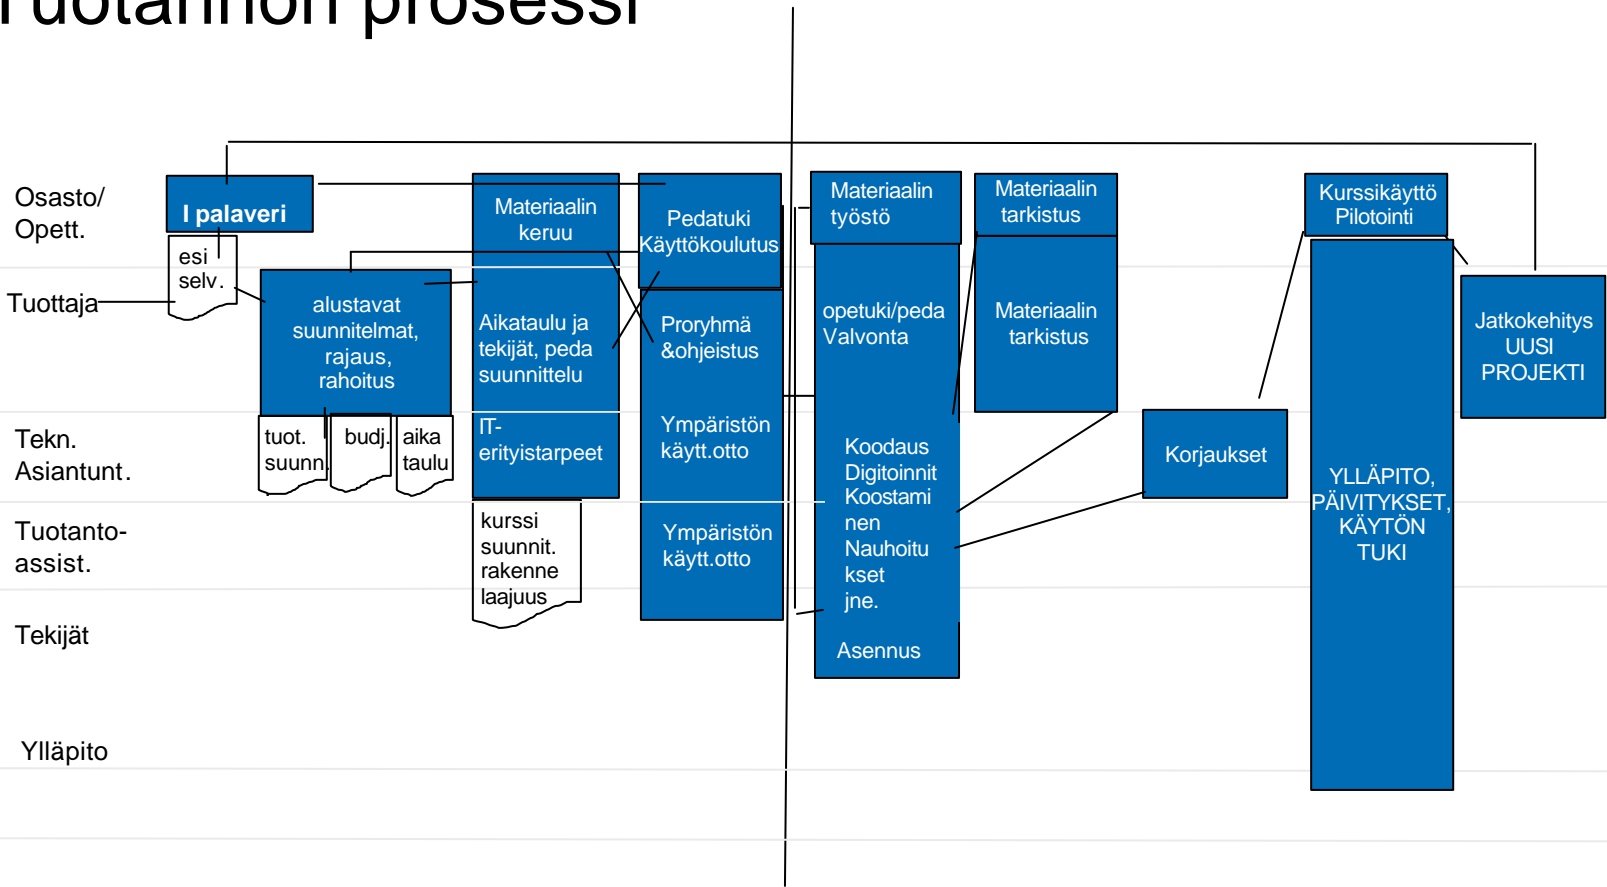 Tuotannon prosessi
Osasto/
Opett.
I palaveri
esi
selv.
Tuottaja
alustavat
suunnitelmat,
rajaus,
rahoitus
tuot.
suunn.
budj.
aika
taulu
Materiaalin
keruu
Aikataulu ja
tekijät, peda
suunnittelu
IT-
erityistarpeet
kurssi
suunnit.
rakenne
laajuus
Pedatuki
Käyttökoulutus
Proryhmä
&ohjeistus
Ympäristön
käytt.otto
Ympäristön
käytt.otto
Materiaalin
työstö
opetuki/peda
Valvonta
Koodaus
Digitoinnit
Koostami
nen
Nauhoitu
kset
jne.
Asennus
Materiaalin
tarkistus
Materiaalin
tarkistus
Korjaukset
Kurssikäyttö
Pilotointi
YLLÄPITO,
PÄIVITYKSET,
KÄYTÖN
TUKI
Jatkokehitys
UUSI
PROJEKTI
Tekn.
Asiantunt.
Tuotanto-
assist.
Tekijät
Ylläpito